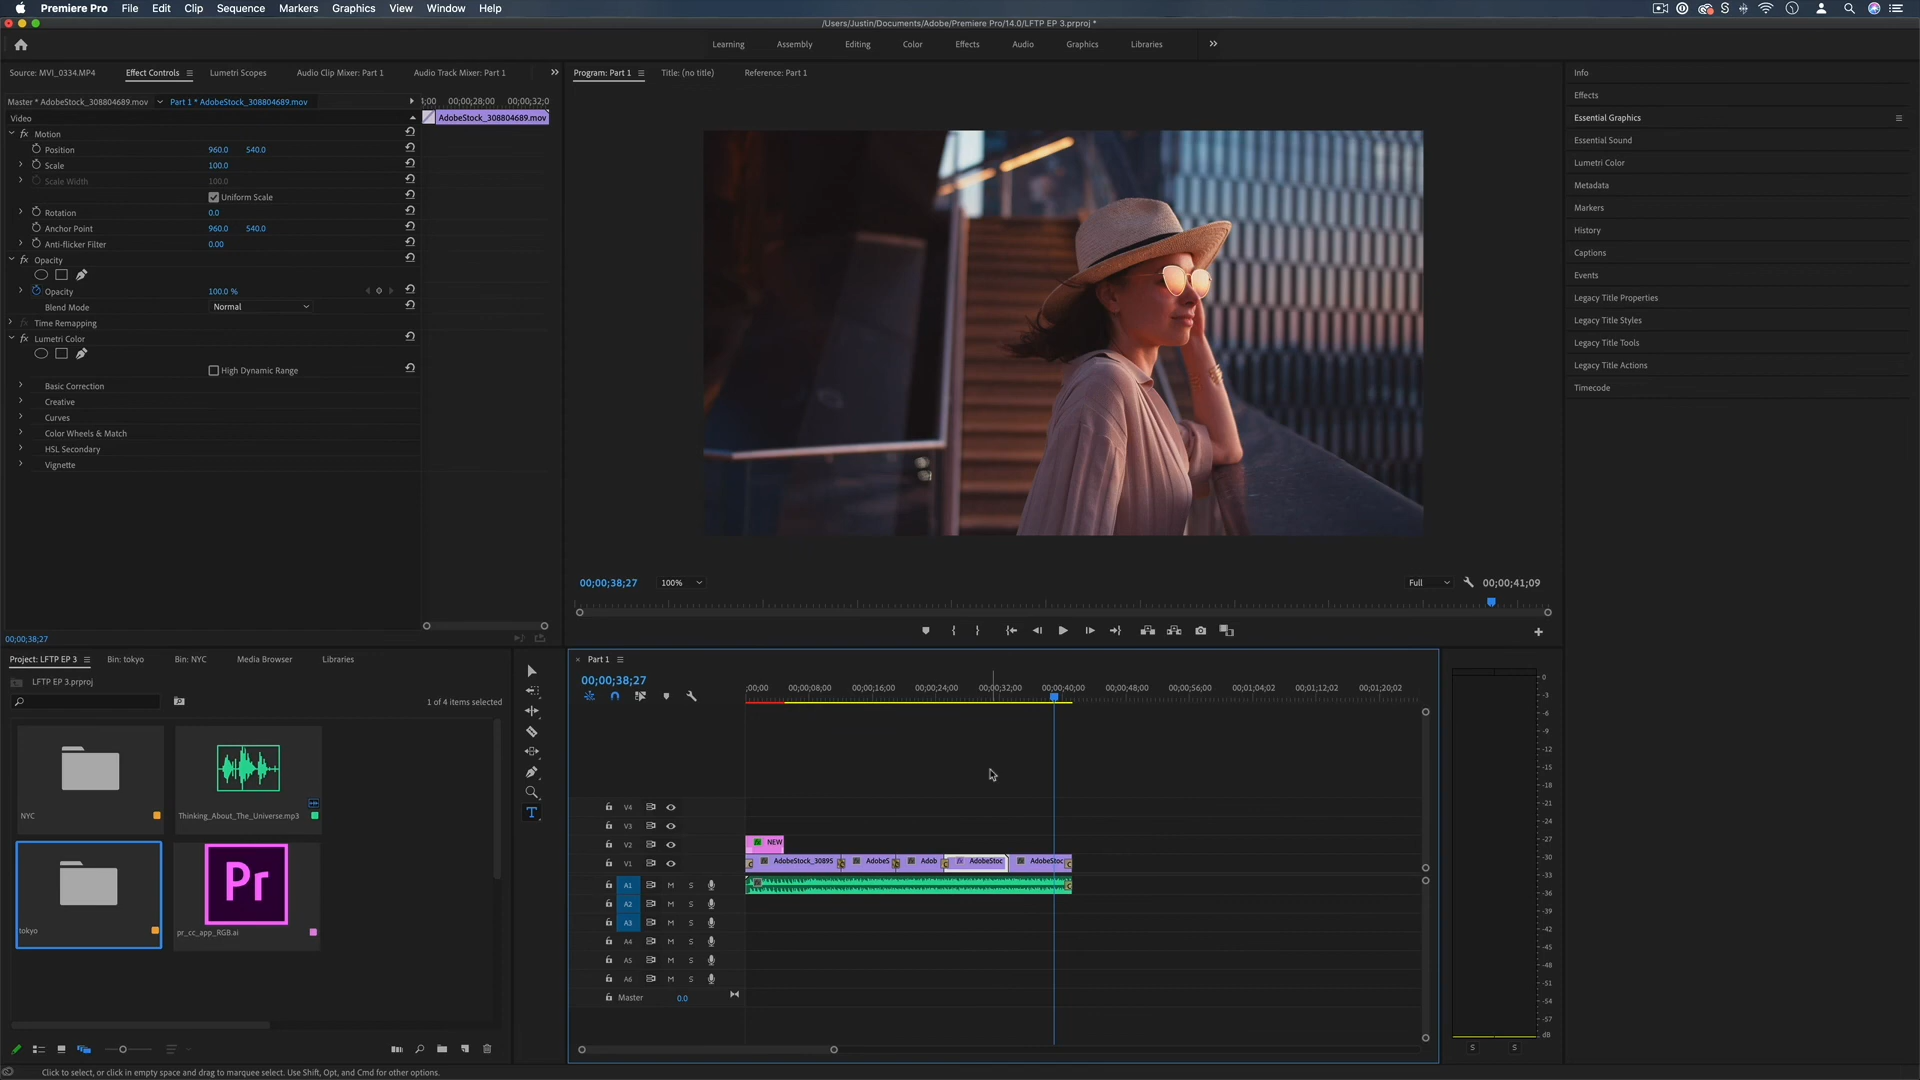 Premiere Pro File Edit Clip Sequence Markers Graphics View Window Help
/Users/Justin/Documents/Adobe/Premiere Pro/14.0/LFTP EP 3.prproj *
Learning Assembly Editing Color Effects Audio Graphics Libraries
Source: MVI_0334.MP4 Effect Controls Lumetri Scopes Audio Clip Mixer: Part 1 Audio Track Mixer: Part 1
Master * AdobeStock_308804689.mov Part 1 * AdobeStock_308804689.mov
00;00;28;00 00;00;32;0
Video
AdobeStock_308804689.mov
fx Motion
Position 960.0 540.0
Scale 100.0
Scale Width 100.0
Uniform Scale
Rotation 0.0
Anchor Point 960.0 540.0
Anti-flicker Filter 0.00
fx Opacity
Opacity 100.0 %
Blend Mode Normal
fx Time Remapping
fx Lumetri Color
High Dynamic Range
Basic Correction
Creative
Curves
Color Wheels & Match
HSL Secondary
Vignette
00;00;38;27
Program: Part 1 Title: (no title) Reference: Part 1
00;00;38;27 100% Full 00;00;41;09
Info
Effects
Essential Graphics
Essential Sound
Lumetri Color
Metadata
Markers
History
Captions
Events
Legacy Title Properties
Legacy Title Styles
Legacy Title Tools
Legacy Title Actions
Timecode
Project: LFTP EP 3 Bin: tokyo Bin: NYC Media Browser Libraries
LFTP EP 3.prproj
1 of 4 items selected
NYC
Thinking_About_The_Universe.mp3
tokyo
Pr
pr_cc_app_RGB.ai
T
Part 1
00;00;38;27
;00;00 00;00;08;00 00;00;16;00 00;00;24;00 00;00;32;00 00;00;40;00 00;00;48;00 00;00;56;00 00;01;04;02 00;01;12;02 00;01;20;02
V4
V3
V2 NEW
V1 AdobeStock_30895 AdobeS Adob AdobeStoc AdobeStoc
A1 M S
A2 M S
A3 M S
A4 M S
A5 M S
A6 M S
Master 0.0
0
-3
-6
-9
-12
-15
-18
-21
-24
-27
-30
-33
-36
-39
-42
-45
-48
-51
-54
-57
dB
S S
Click to select, or click in empty space and drag to marquee select. Use Shift, Opt, and Cmd for other options.